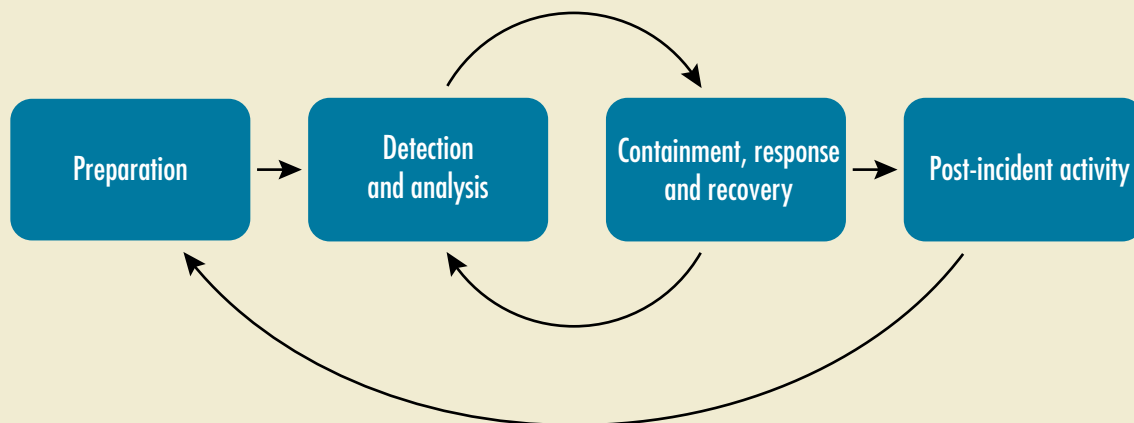 Preparation
Detection
and analysis
Containment, response
and recovery
Post-incident activity